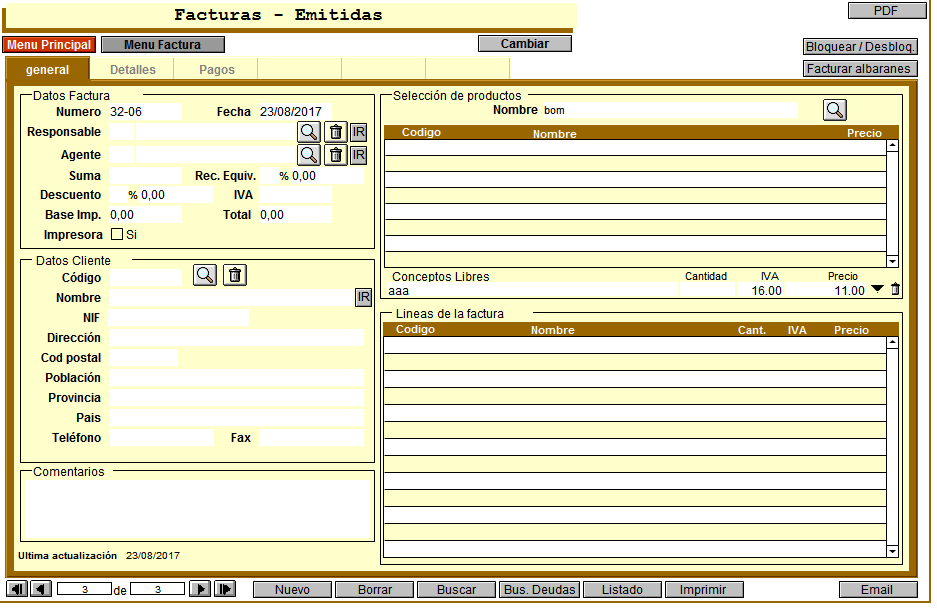 Facturas - Emitidas
PDF
Menu Principal
Menu Factura
Cambiar
Bloquear / Desbloq.
Facturar albaranes
general
Detalles
Pagos
Datos Factura
Numero 32-06 Fecha 23/08/2017
Responsable IR
Agente IR
Suma Rec. Equiv. % 0,00
Descuento % 0,00 IVA
Base Imp. 0,00 Total 0,00
Impresora Si
Datos Cliente
Código
Nombre IR
NIF
Dirección
Cod postal
Población
Provincia
Pais
Teléfono Fax
Comentarios
Ultima actualización 23/08/2017
Selección de productos
Nombre bom
Codigo Nombre Precio
Conceptos Libres Cantidad IVA Precio
aaa 16.00 11.00
Lineas de la factura
Codigo Nombre Cant. IVA Precio
3 de 3
Nuevo
Borrar
Buscar
Bus. Deudas
Listado
Imprimir
Email